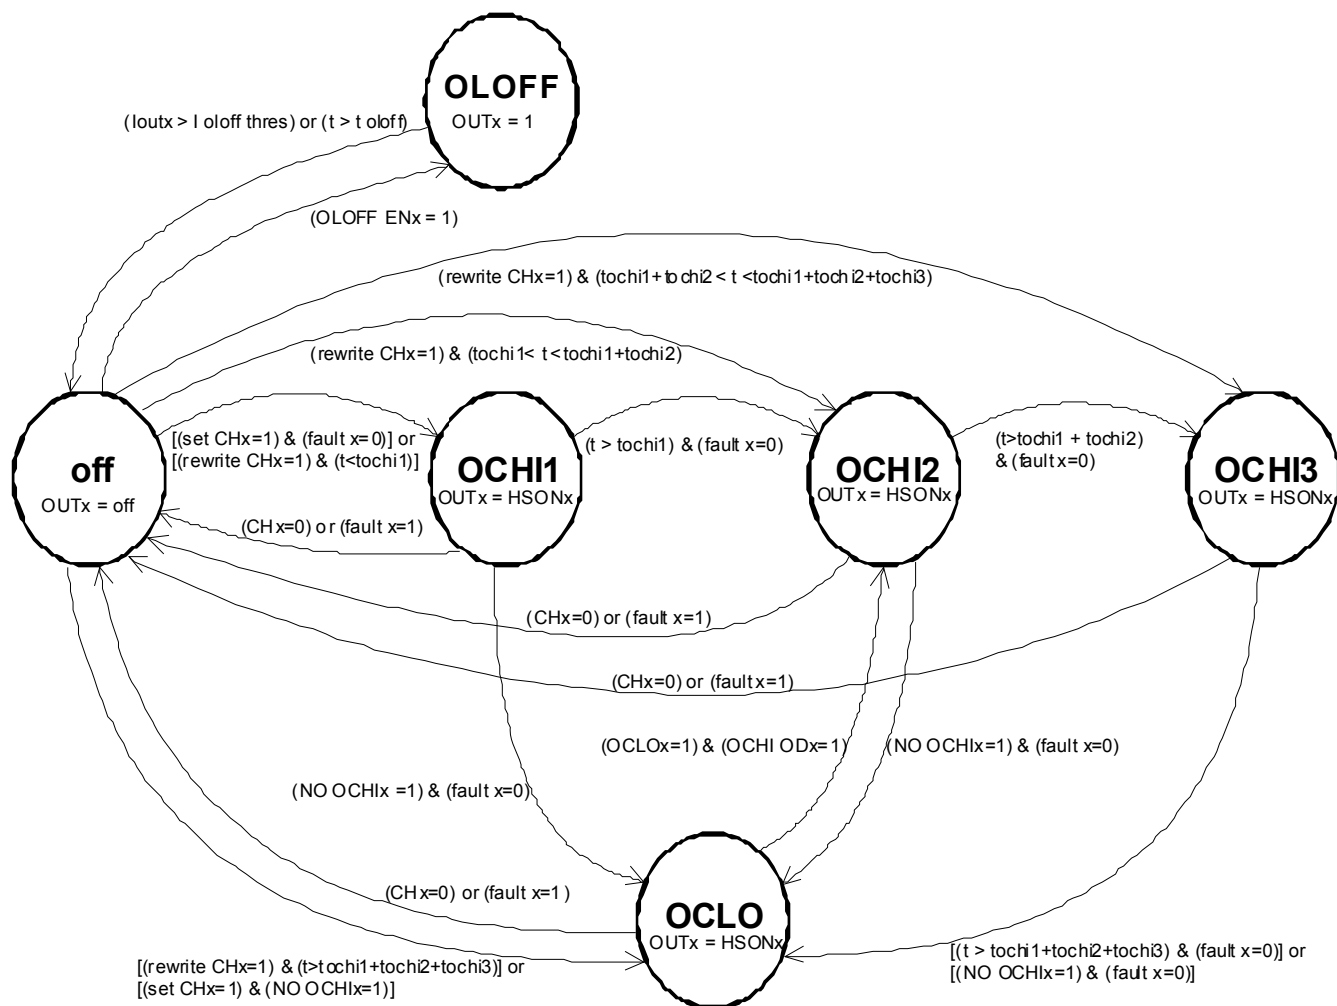 OLOFF
OUTx = 1
(Ioutx > I oloff thres) or (t > t oloff)
(OLOFF ENx = 1)
(rewrite CHx=1) & (tochi1+tochi2 < t <tochi1+tochi2+tochi3)
(rewrite CHx=1) & (tochi1< t <tochi1+tochi2)
[(set CHx=1) & (fault x=0)] or
[(rewrite CHx=1) & (t<tochi1)]
(t > tochi1) & (fault x=0)
(t>tochi1 + tochi2)
& (fault x=0)
off
OUTx = off
OCHI1
OUTx = HSONx
OCHI2
OUTx = HSONx
OCHI3
OUTx = HSONx
(CHx=0) or (fault x=1)
(CHx=0) or (fault x=1)
(CHx=0) or (fault x=1)
(OCLOx=1) & (OCHI ODx=1)
(NO OCHIx=1) & (fault x=0)
(NO OCHIx =1) & (fault x=0)
(CHx=0) or (fault x=1)
OCLO
OUTx = HSONx
[(rewrite CHx=1) & (t>tochi1+tochi2+tochi3)] or
[(set CHx=1) & (NO OCHIx=1)]
[(t > tochi1+tochi2+tochi3) & (fault x=0)] or
[(NO OCHIx=1) & (fault x=0)]